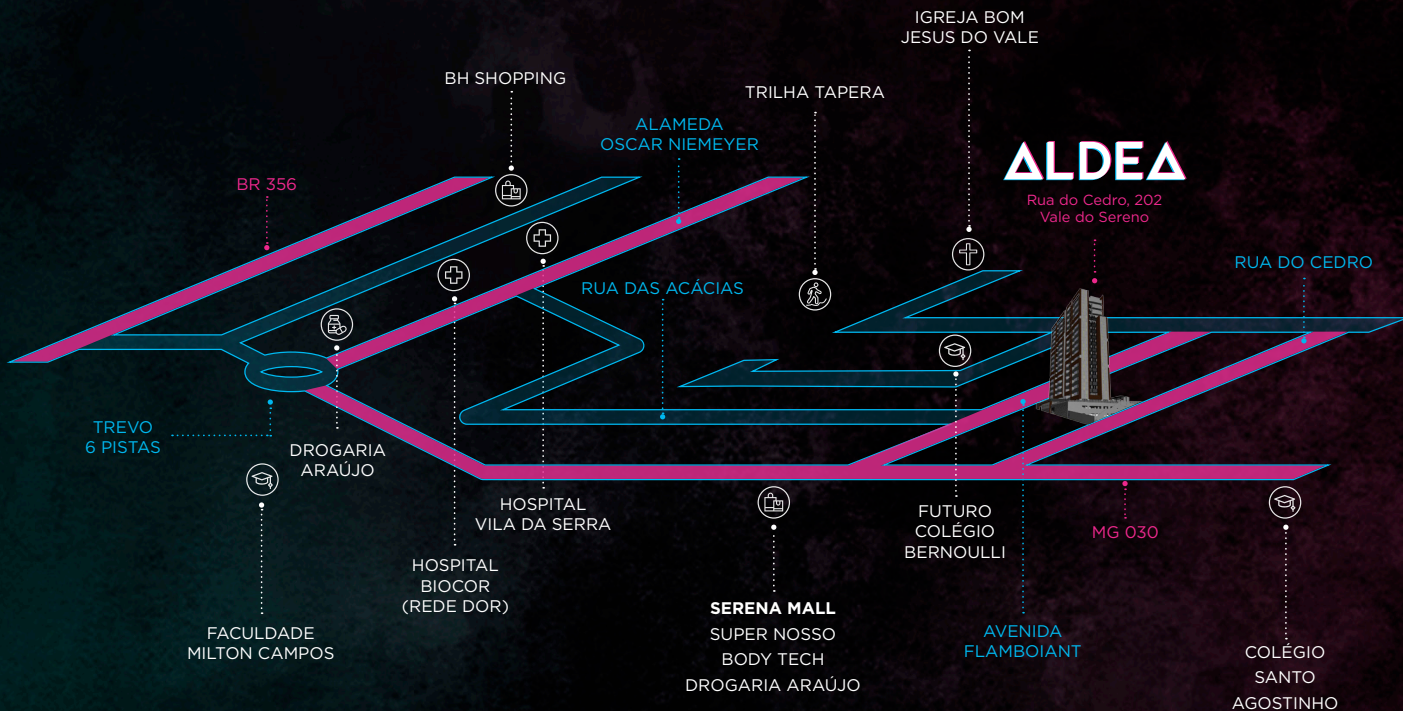 IGREJA BOM
JESUS DO VALE
BH SHOPPING
TRILHA TAPERA
ALAMEDA
OSCAR NIEMEYER
ALDEA
Rua do Cedro, 202
Vale do Sereno
BR 356
RUA DO CEDRO
RUA DAS ACÁCIAS
TREVO
6 PISTAS
DROGARIA
ARAÚJO
HOSPITAL
VILA DA SERRA
FUTURO
COLÉGIO
BERNOULLI
MG 030
HOSPITAL
BIOCOR
(REDE DOR)
SERENA MALL
SUPER NOSSO
BODY TECH
DROGARIA ARAÚJO
FACULDADE
MILTON CAMPOS
AVENIDA
FLAMBOIANT
COLÉGIO
SANTO
AGOSTINHO